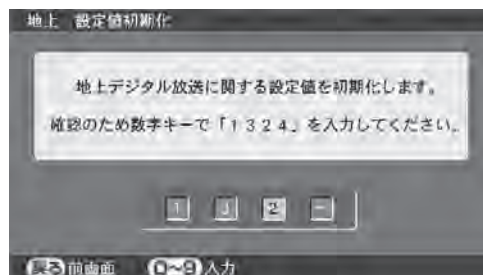 地上 設定値初期化
地上デジタル放送に関する設定値を初期化します。
確認のため数字キーで「1324」を入力してください。
1 3 2 －
戻る 前画面 0~9 入力